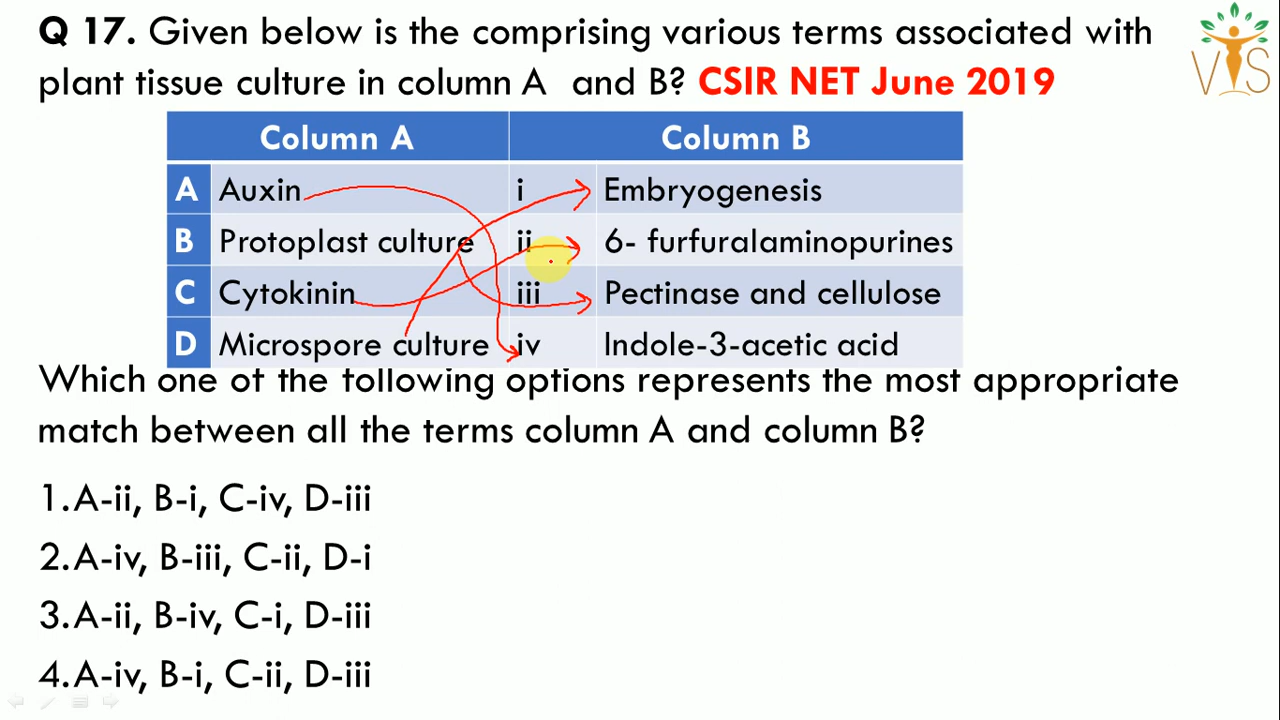 Q 17. Given below is the comprising various terms associated with
plant tissue culture in column A and B? CSIR NET June 2019
VIS
Column A Column B
A Auxin i Embryogenesis
B Protoplast culture ii 6- furfuralaminopurines
C Cytokinin iii Pectinase and cellulose
D Microspore culture iv Indole-3-acetic acid
Which one of the following options represents the most appropriate
match between all the terms column A and column B?
1.A-ii, B-i, C-iv, D-iii
2.A-iv, B-iii, C-ii, D-i
3.A-ii, B-iv, C-i, D-iii
4.A-iv, B-i, C-ii, D-iii